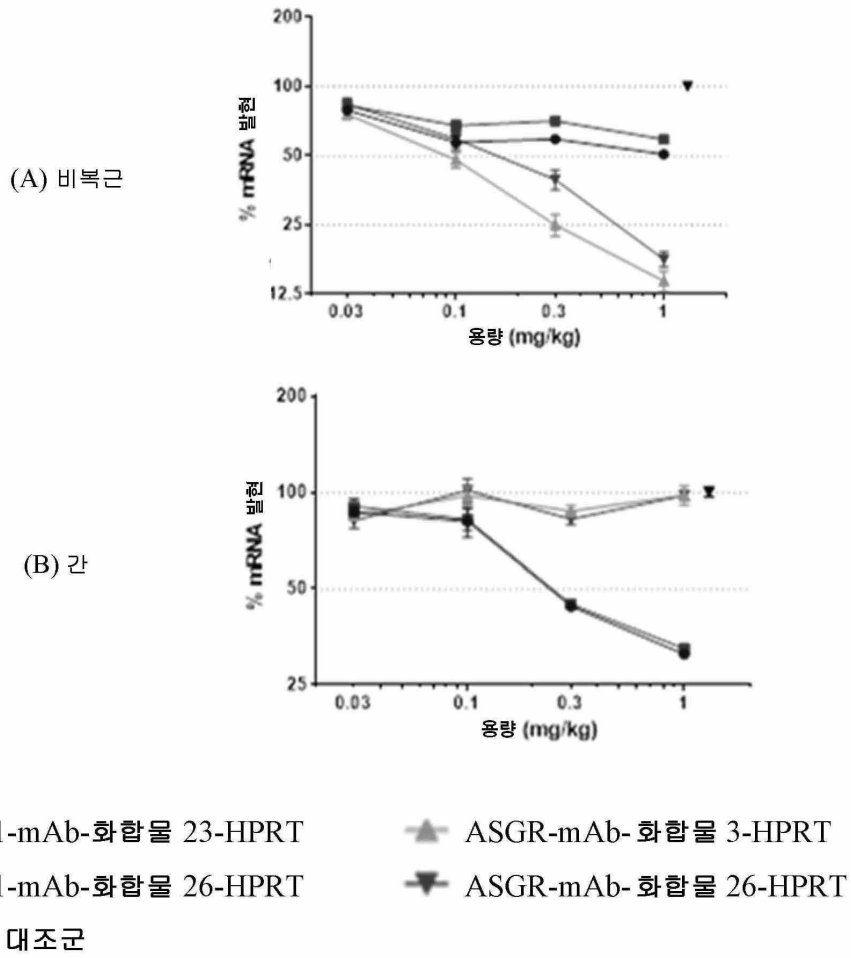 200
100
50
25
12.5
% mRNA 발현
(A) 비복근
0.03 0.1 0.3 1
용량 (mg/kg)
200
100
50
25
% mRNA 발현
(B) 간
0.03 0.1 0.3 1
용량 (mg/kg)
1-mAb-화합물 23-HPRT ASGR-mAb- 화합물 3-HPRT
1-mAb-화합물 26-HPRT ASGR-mAb- 화합물 26-HPRT
대조군